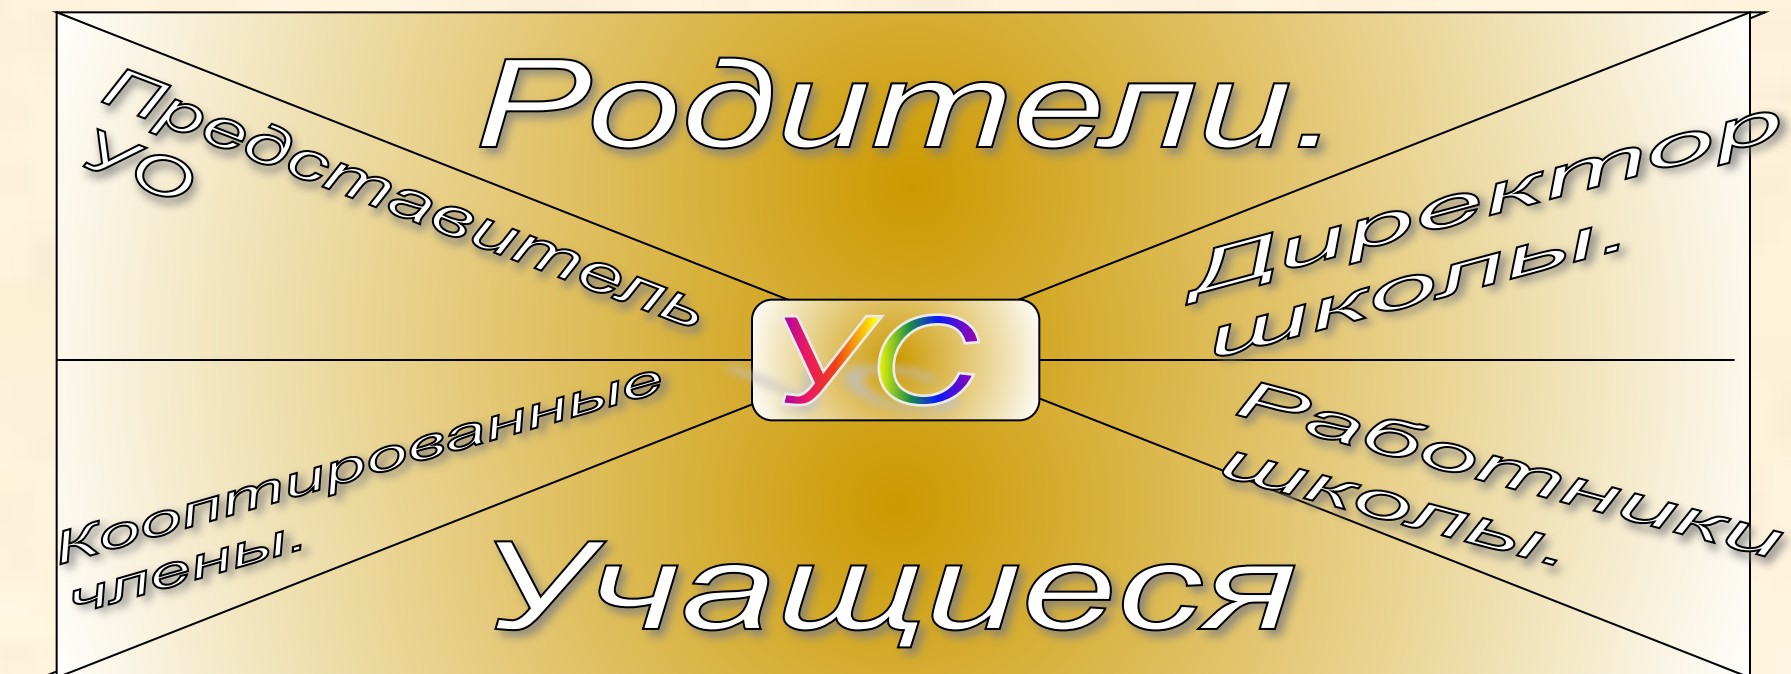 Родители.
Представитель
УО
Директор
школы.
УС
Кооптированные
члены.
Работники
школы.
Учащиеся